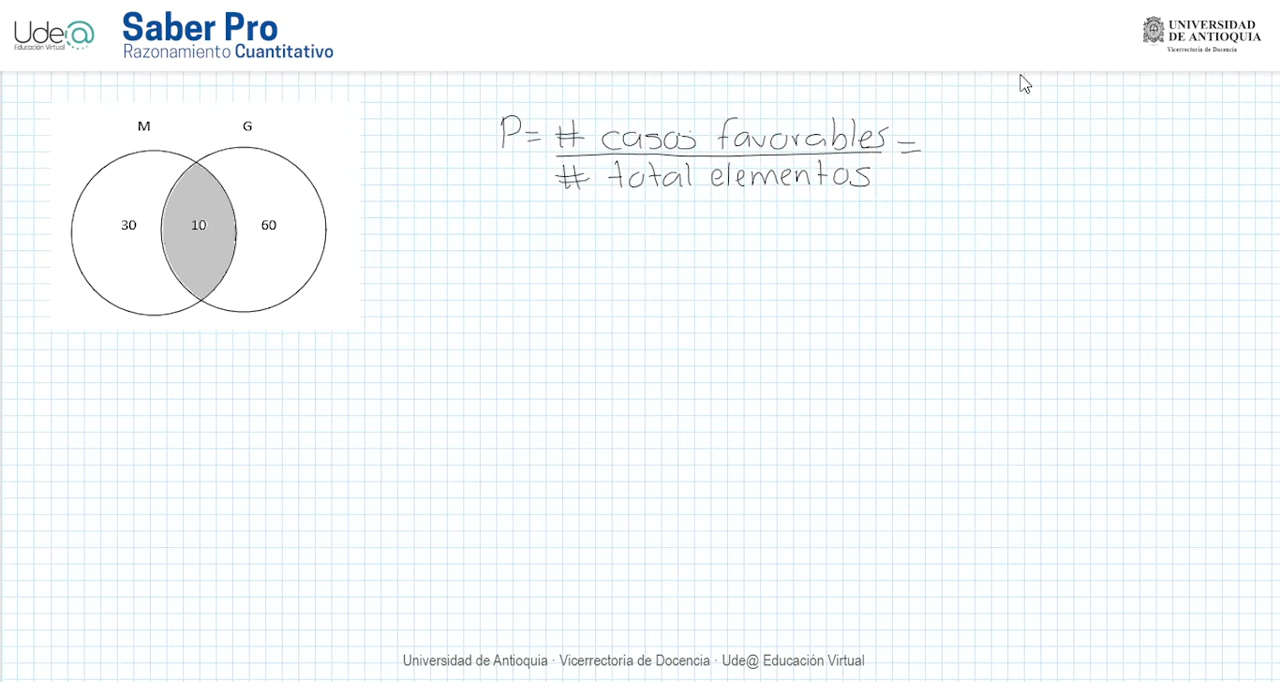 Ude@
Educación Virtual
Saber Pro
Razonamiento Cuantitativo
UNIVERSIDAD
DE ANTIOQUIA
Vicerrectoría de Docencia
M G
30 10 60
P= # casos favorables =
# total elementos
Universidad de Antioquia · Vicerrectoría de Docencia · Ude@ Educación Virtual